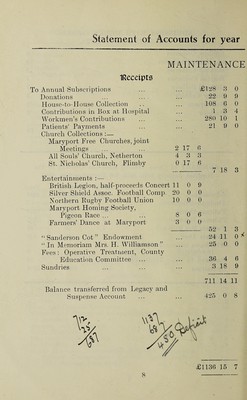 Statement of Accounts for year
MAINTENANCE
Receipts
To Annual Subscriptions ... ... £128 3 0
Donations ... ... 22 9 9
House-to-House Collection .. ... 108 6 0
Contributions in Box at Hospital ... 1 3 4
Workmen's Contributions ... 280 10 1
Patients' Payments ... ... 21 9 0
Church Collections :—
Maryport Free Churches, joint
Meetings ... ... 2 17 6
All Souls' Church, Netherton 4 3 3
St. Nicholas' Church, Flimby 0 17 6
7 18 3
Entertainments :—
British Legion, half-proceeds Concert 11 0 9
Silver Shield Assoc. Football Comp. 20 0 0
Northern Rugby Football Union 10 0 0
Maryport Homing Society,
Pigeon Race ... ... 8 0 6
Farmers' Dance at Maryport 3 0 0
52 1 3
"Sanderson Cot" Endowment ... 24 11 0
"In Memoriam Mrs. H. Williamson" ... 25 0 0
Fees: Operative Treatment, County
Education Committee ... ... 36 4 6
Sundries ... ... ... 3 18 9
711 14 11
Balance transferred from Legacy and
Suspense Account ... ... 425 0 8
712
25
687
1137
687
450 Deficit
£1136 15 7
8